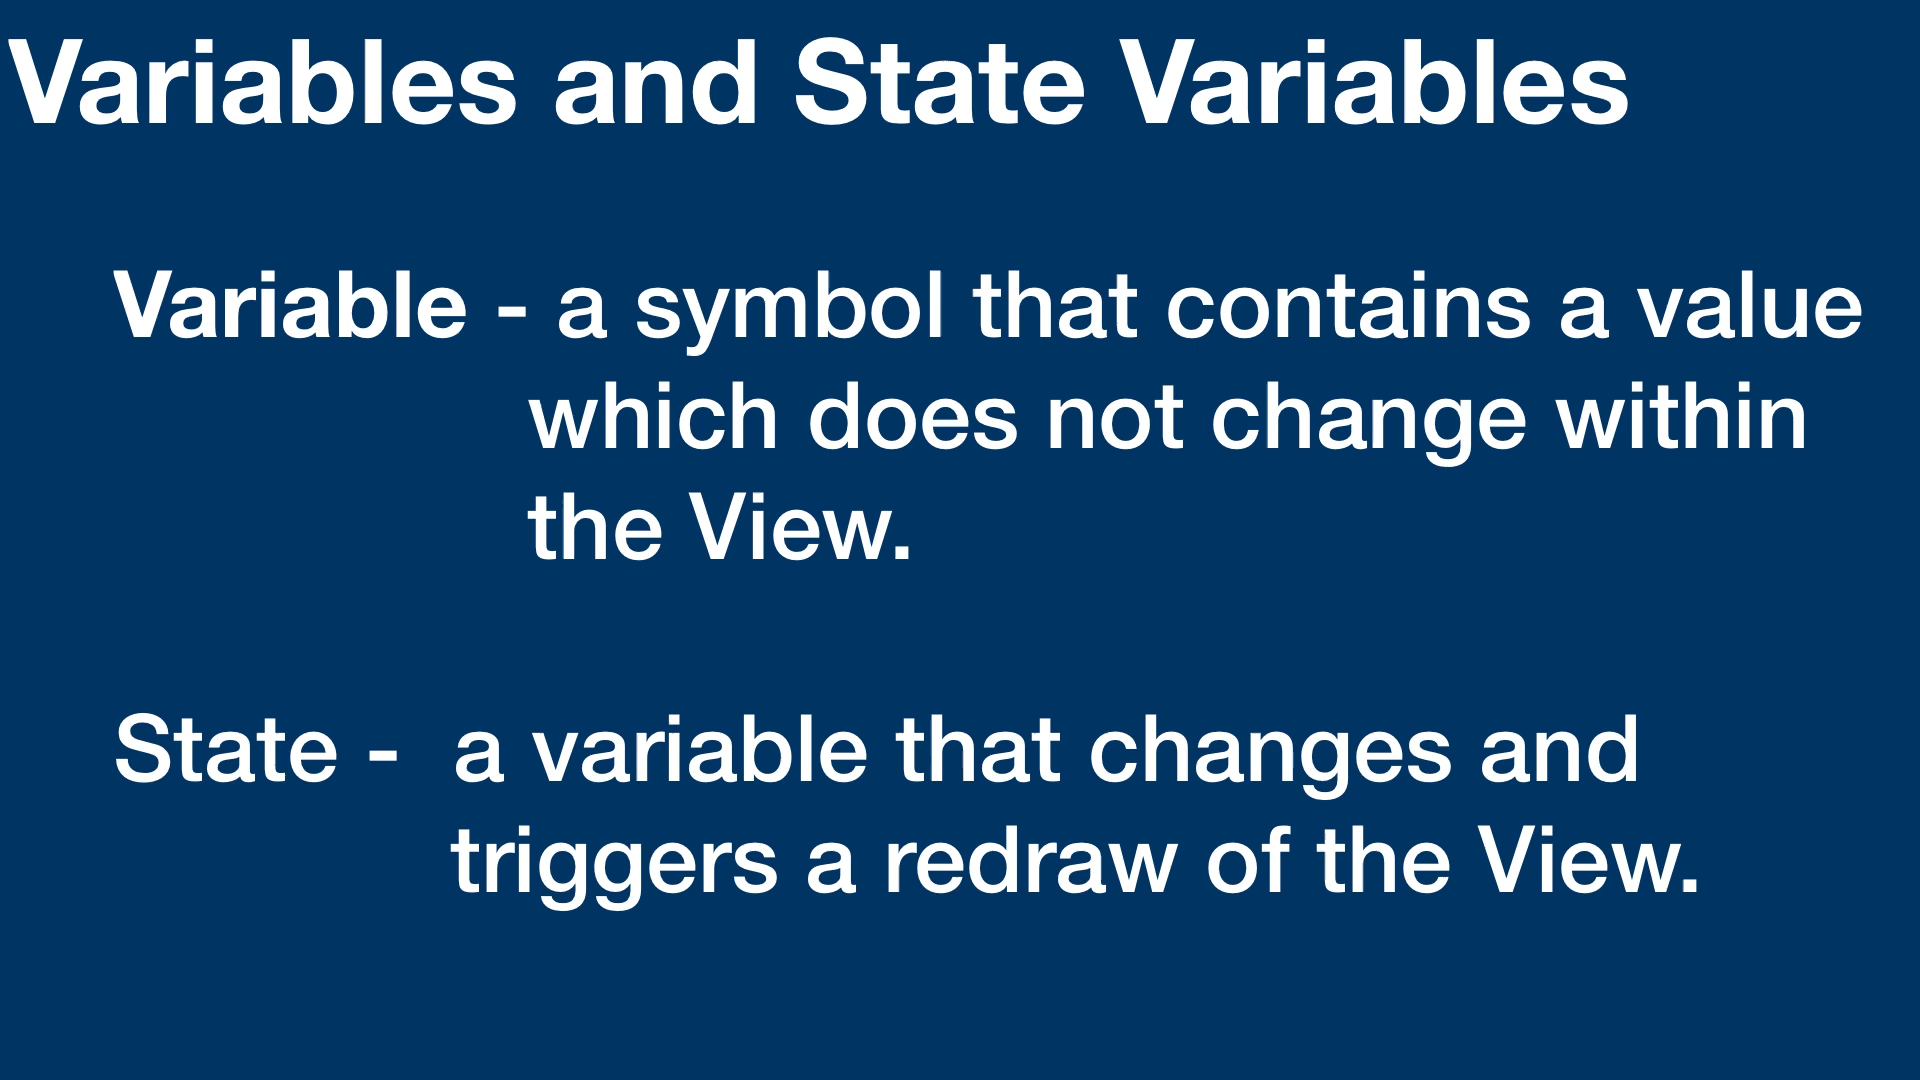 Variables and State Variables
Variable - a symbol that contains a value
which does not change within
the View.
State - a variable that changes and
triggers a redraw of the View.